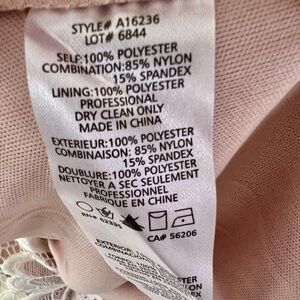 STYLE# A16236
LOT# 6844
SELF:100% POLYESTER
COMBINATION:85% NYLON
15% SPANDEX
LINING:100% POLYESTER
PROFESSIONAL
DRY CLEAN ONLY
MADE IN CHINA
EXTERIEUR:100% POLYESTER
COMBINAISON: 85% NYLON
15% SPANDEX
DOUBLURE:100% POLYESTER
NETTOYER A SEC SEULEMENT
PROFESSIONNEL
FABRIQUE EN CHINE
RN# 62335
CA# 56206